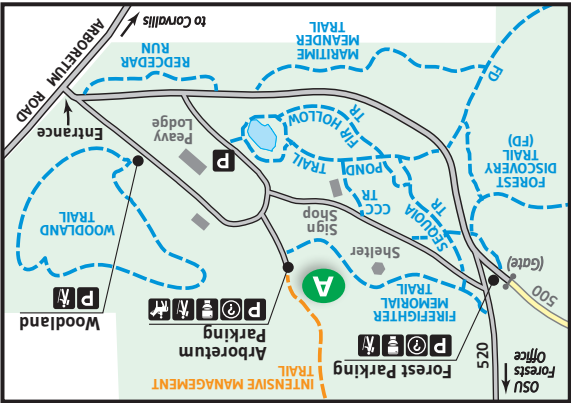 OSU
Forests
Office
520
INTENSIVE MANAGEMENT
TRAIL
Forest Parking
P ?
Arboretum
Parking
P ?
Woodland
P
500
(Gate)
FIREFIGHTER
MEMORIAL
TRAIL
A
Shelter
SEQUOIA
TR
Sign
Shop
CCC
TR
WOODLAND
TRAIL
FOREST
DISCOVERY
TRAIL
(FD)
POND
TRAIL
P
Peavy
Lodge
FIR HOLLOW
TR
Entrance
FD
MARITIME
MEANDER
TRAIL
REDCEDAR
RUN
ARBORETUM ROAD
to Corvallis